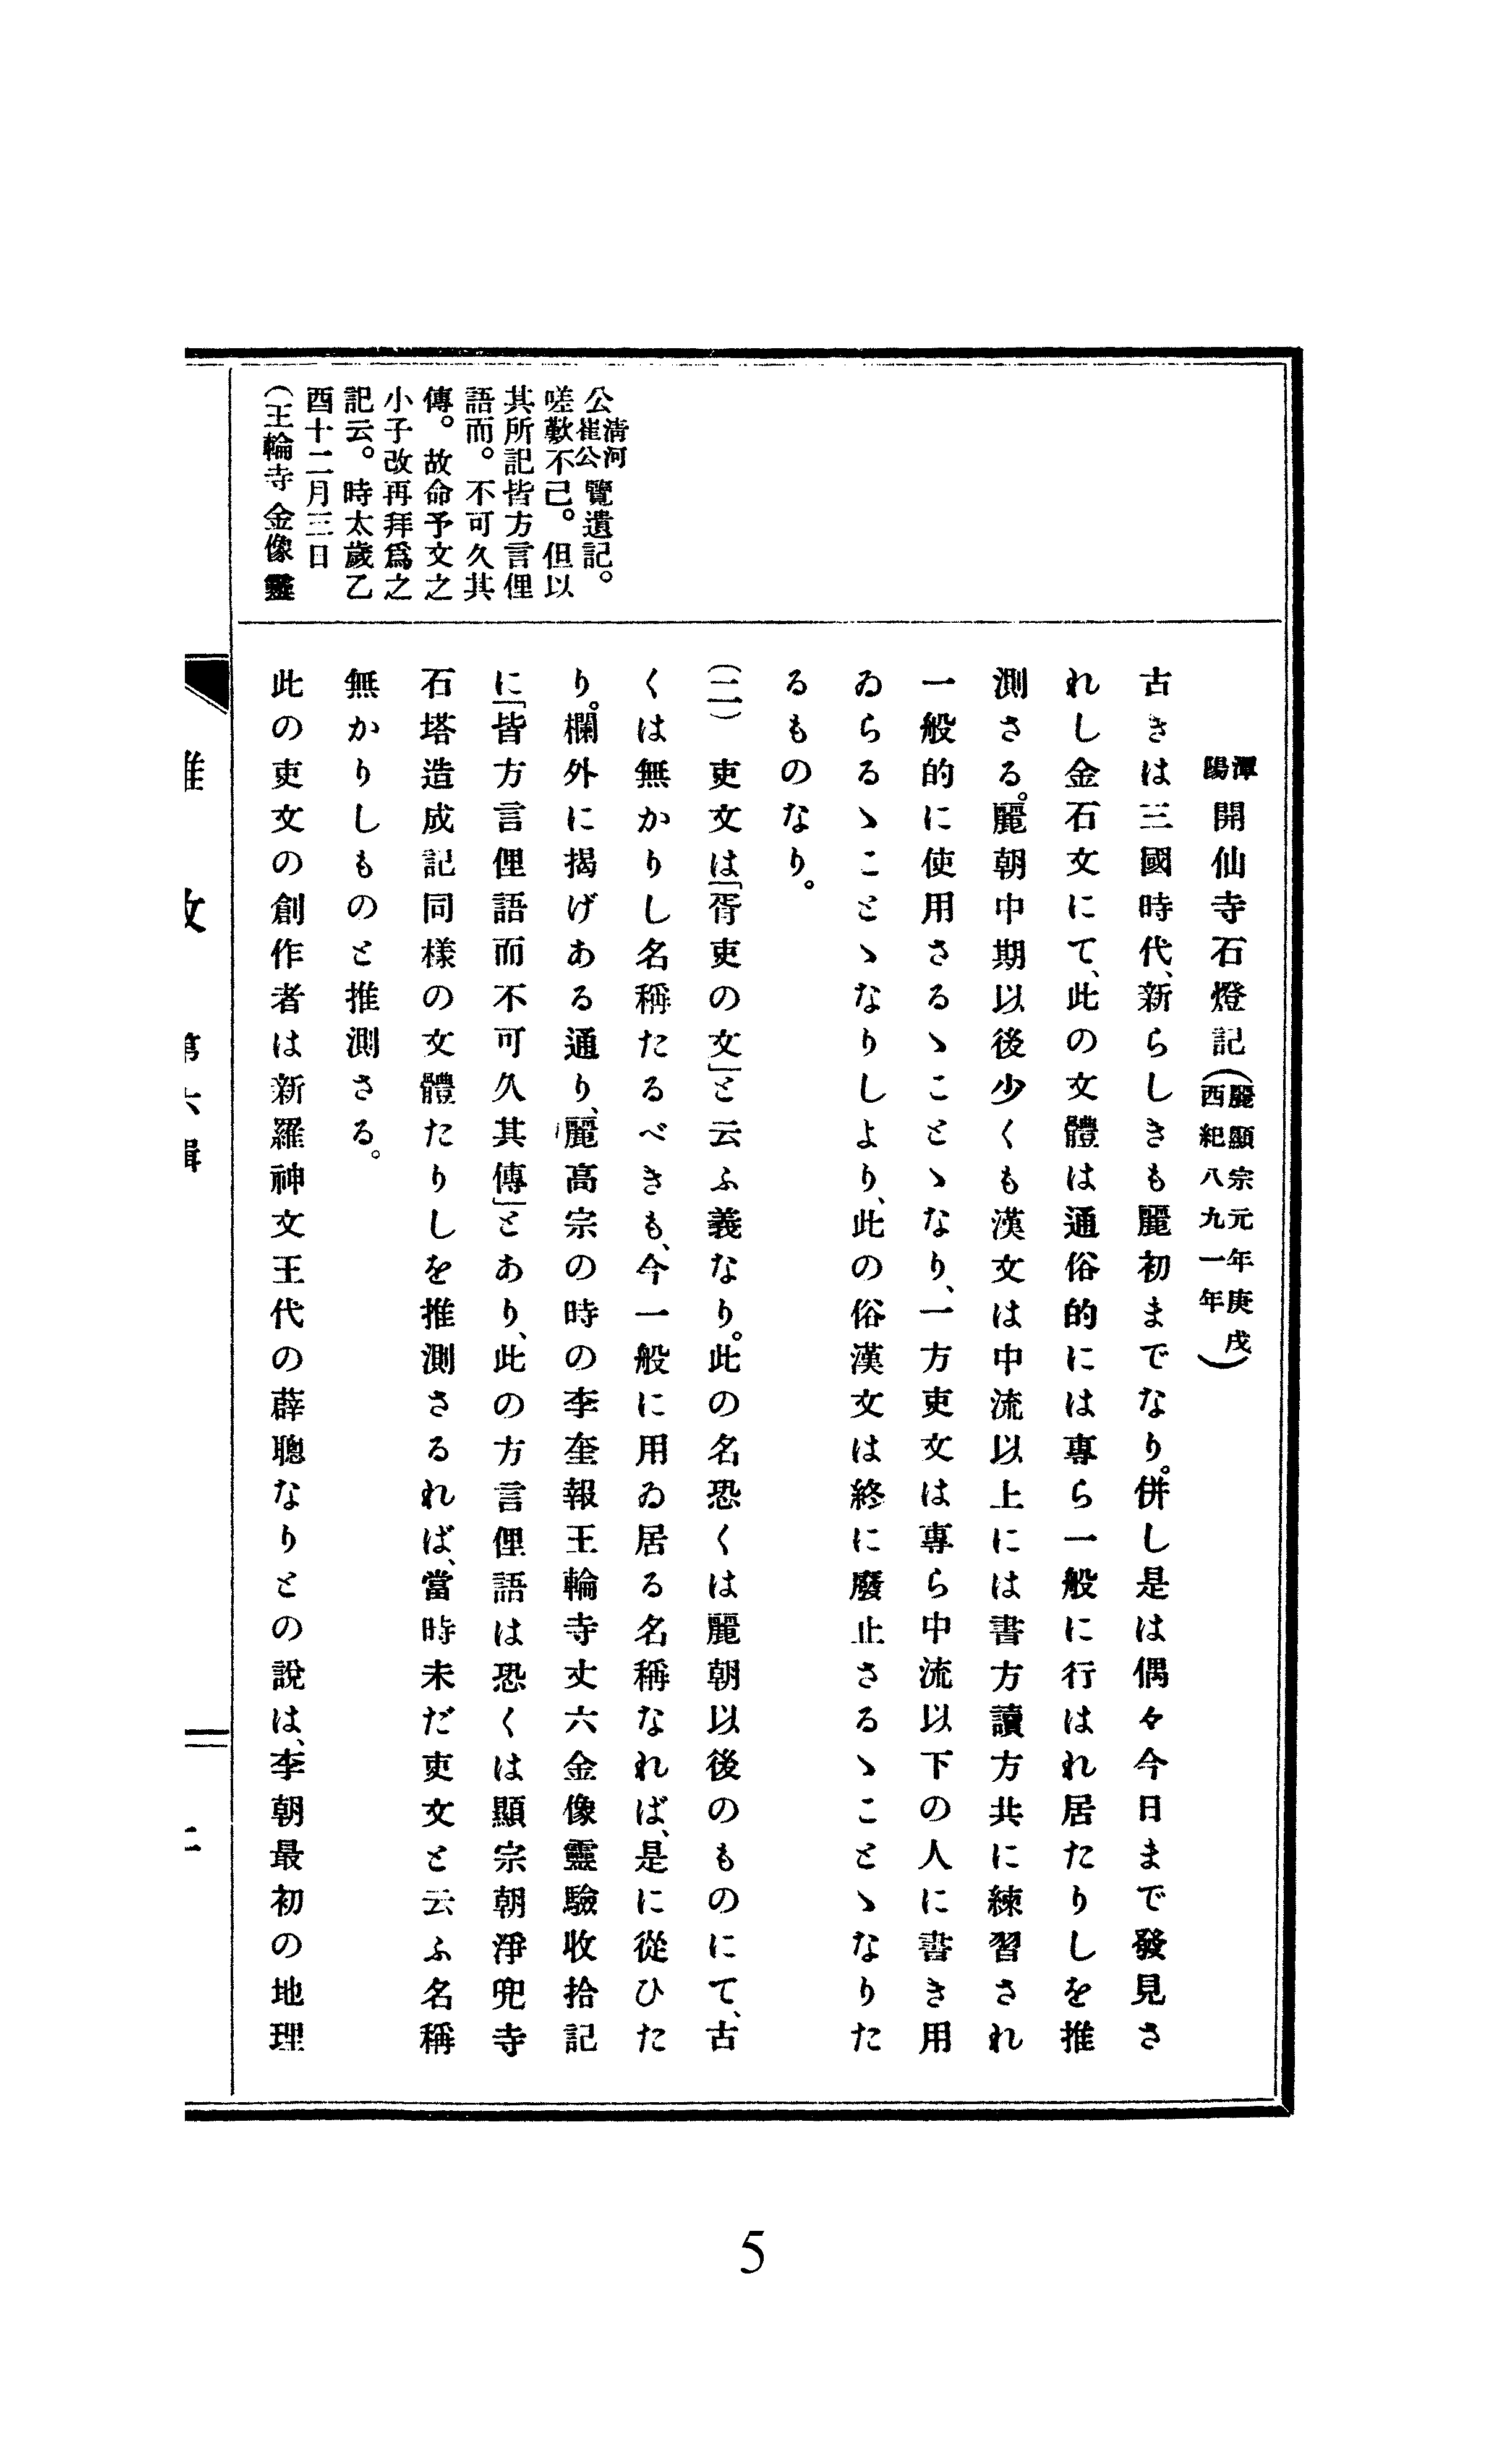 公清河崔公覽遺記。
嗟歎不己。但以
其所記皆方言俚
語而。不可久其
傳。故命予文之
小子改再拜爲之
記云。時太歲乙
酉十二月三日
(王輪寺金像靈
潭陽開仙寺石燈記(麗顯宗元年庚戌西紀八九一年)
古きは三國時代、新らしきも麗初までなり。併し是は偶々今日まで發見さ
れし金石文にて、此の文體は通俗的には專ら一般に行はれ居たりしを推
測さる。麗朝中期以後少くも漢文は中流以上には書方讀方共に練習され
一般的に使用さるゝことゝなり、一方吏文は專ら中流以下の人に書き用
ゐらるゝことゝなりしより、此の俗漢文は終に廢止さるゝことゝなりた
るものなり。
(二) 吏文は「胥吏の文」と云ふ義なり。此の名恐くは麗朝以後のものにて、古
くは無かりし名稱たるべきも、今一般に用ゐ居る名稱なれば、是に從ひた
り。欄外に揭げある通り、麗高宗の時の李奎報王輪寺丈六金像靈驗收拾記
に「皆方言俚語而不可久其傳」とあり、此の方言俚語は恐くは顯宗朝淨兜寺
石塔造成記同樣の文體たりしを推測さるれば、當時未だ吏文と云ふ名稱
無かりしものと推測さる。
此の吏文の創作者は新羅神文王代の薛聰なりとの說は、李朝最初の地理
5